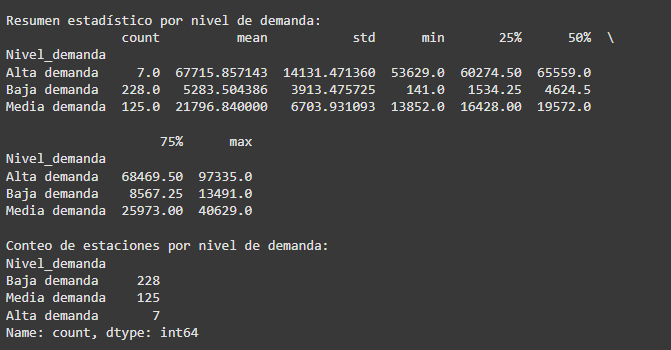 Resumen estadístico por nivel de demanda:
count mean std min 25% 50% \
Nivel_demanda
Alta demanda 7.0 67715.857143 14131.471360 53629.0 60274.50 65559.0
Baja demanda 228.0 5283.504386 3913.475725 141.0 1534.25 4624.5
Media demanda 125.0 21796.840000 6703.931093 13852.0 16428.00 19572.0
75% max
Nivel_demanda
Alta demanda 68469.50 97335.0
Baja demanda 8567.25 13491.0
Media demanda 25973.00 40629.0
Conteo de estaciones por nivel de demanda:
Nivel_demanda
Baja demanda 228
Media demanda 125
Alta demanda 7
Name: count, dtype: int64